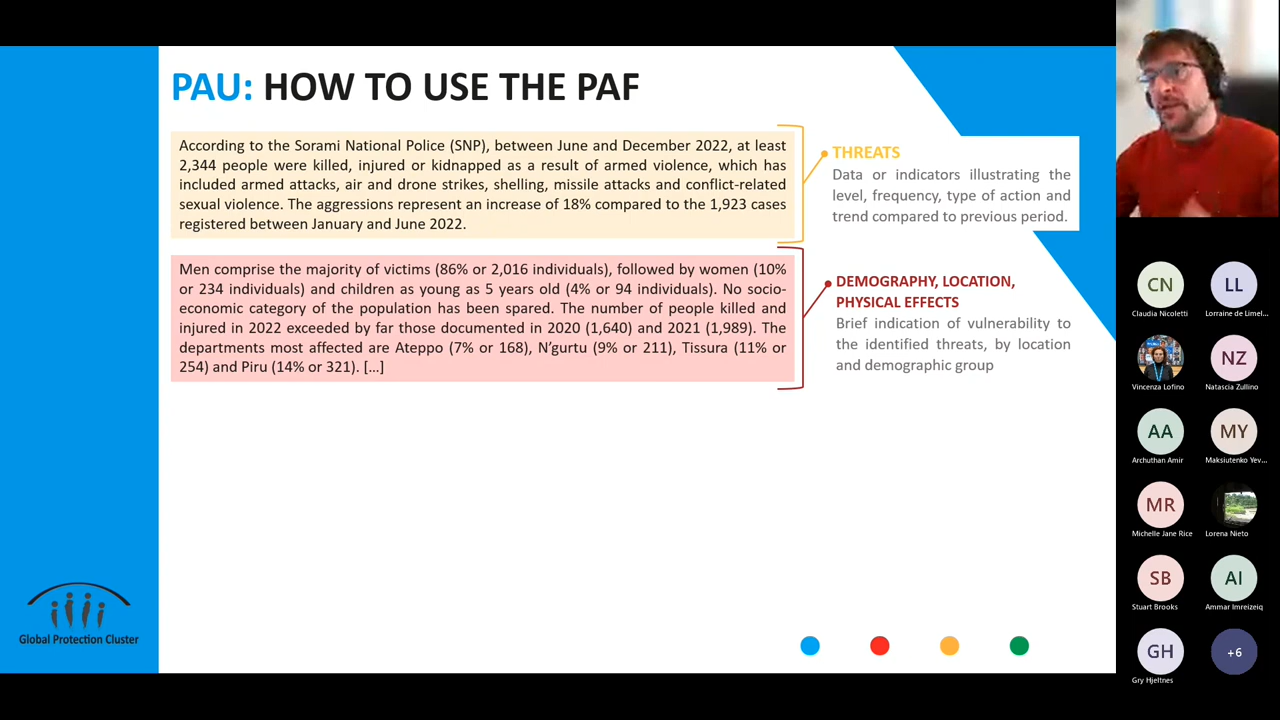 PAU: HOW TO USE THE PAF
According to the Sorami National Police (SNP), between June and December 2022, at least
2,344 people were killed, injured or kidnapped as a result of armed violence, which has
included armed attacks, air and drone strikes, shelling, missile attacks and conflict-related
sexual violence. The aggressions represent an increase of 18% compared to the 1,923 cases
registered between January and June 2022.
THREATS
Data or indicators illustrating the
level, frequency, type of action and
trend compared to previous period.
Men comprise the majority of victims (86% or 2,016 individuals), followed by women (10%
or 234 individuals) and children as young as 5 years old (4% or 94 individuals). No socio-
economic category of the population has been spared. The number of people killed and
injured in 2022 exceeded by far those documented in 2020 (1,640) and 2021 (1,989). The
departments most affected are Ateppo (7% or 168), N'gurtu (9% or 211), Tissura (11% or
254) and Piru (14% or 321). […]
DEMOGRAPHY, LOCATION,
PHYSICAL EFFECTS
Brief indication of vulnerability to
the identified threats, by location
and demographic group
Global Protection Cluster
CN
Claudia Nicoletti
LL
Lorraine de Limel...
Vincenza Lofino
NZ
Natascia Zullino
AA
Archuthan Amir
MY
Maksiutenko Yev...
MR
Michelle Jane Rice
Lorena Nieto
SB
Stuart Brooks
AI
Ammar Imreizeiq
GH
Gry Hjeltnes
+6